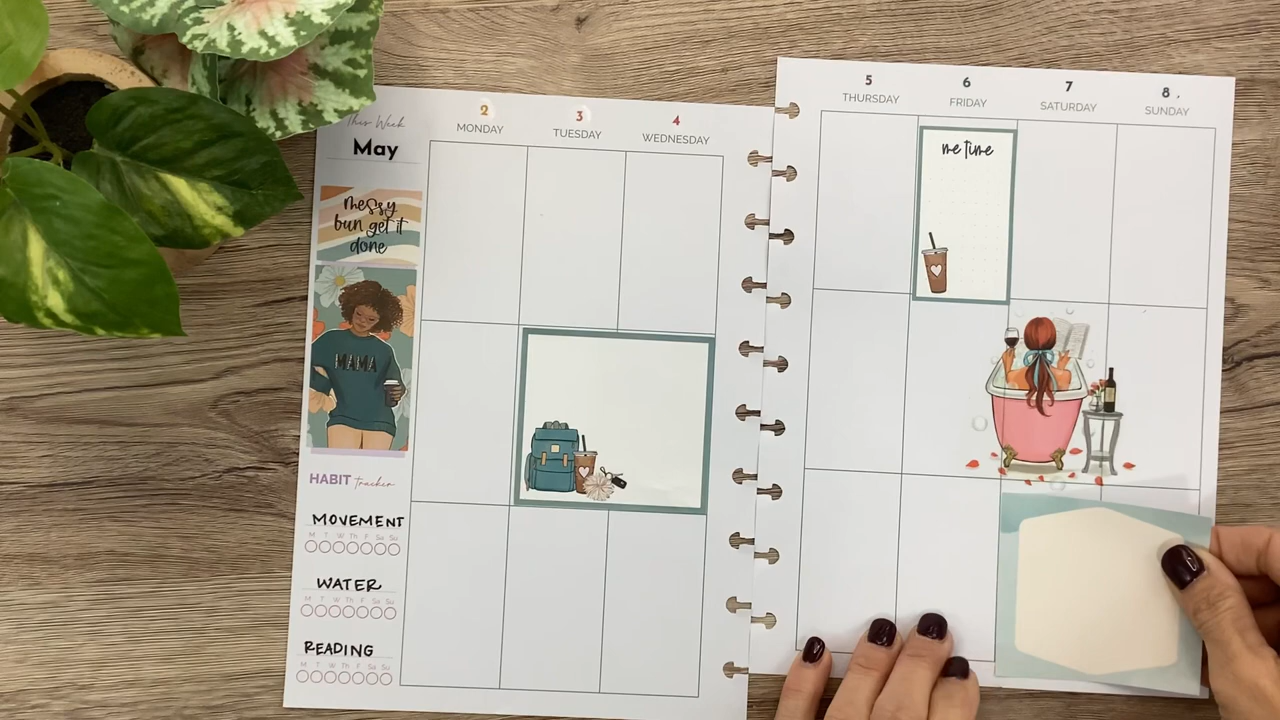 This Week
May
messy
bun get it
done
MAMA
HABIT tracker
MOVEMENT
M T W Th F Sa Su
WATER
M T W Th F Sa Su
READING
M T W Th F Sa Su
2 3 4
MONDAY TUESDAY WEDNESDAY
5 6 7 8
THURSDAY FRIDAY SATURDAY SUNDAY
me time